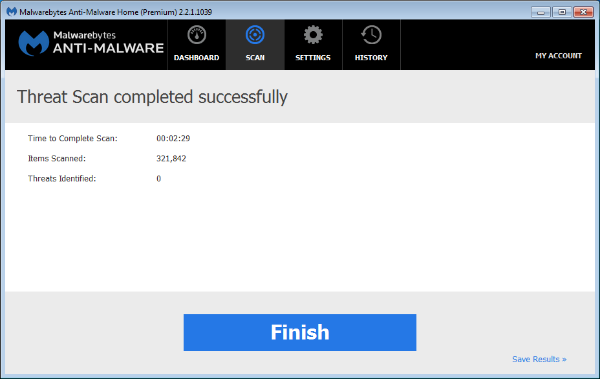 Malwarebytes Anti-Malware Home (Premium) 2.2.1.1039
Malwarebytes
ANTI-MALWARE
DASHBOARD
SCAN
SETTINGS
HISTORY
MY ACCOUNT
Threat Scan completed successfully
Time to Complete Scan: 00:02:29
Items Scanned: 321,842
Threats Identified: 0
Finish
Save Results »